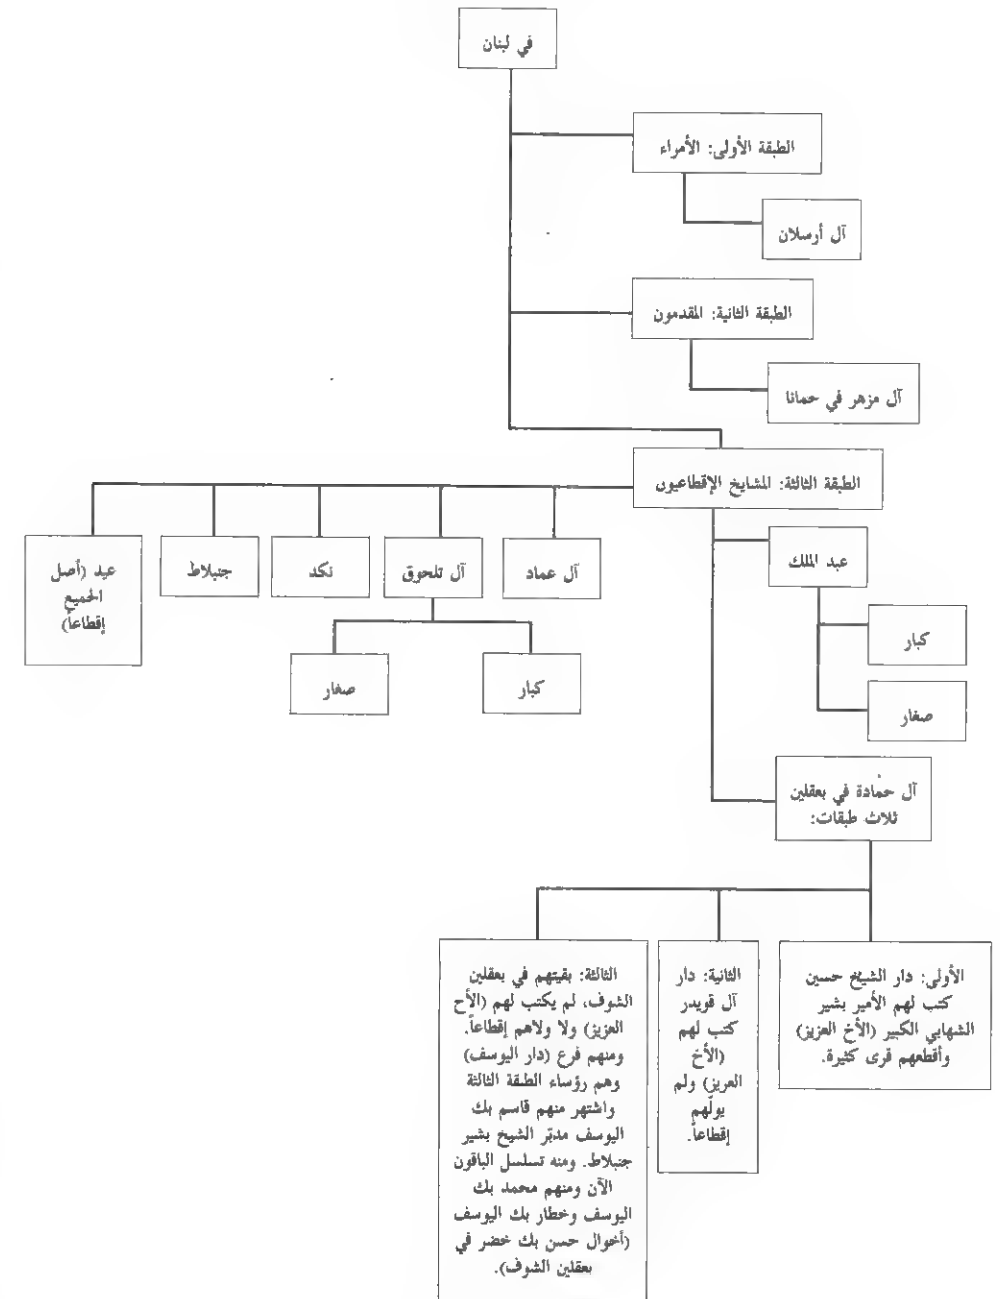 في لبنان
الطبقة الأولى: الأمراء
آل أرسلان
الطبقة الثانية: المقدمون
آل مزهر في حمانا
الطبقة الثالثة: المشايخ الإقطاعيون
عبد الملك
كبار
صغار
آل عماد
آل تلحوق
كبار
صغار
نكد
جنبلاط
عيد (أصل
الجميع
إقطاعاً)
آل حمّادة في بعقلين
ثلاث طبقات:
الأولى: دار الشيخ حسين
كتب لهم الأمير بشير
الشهابي الكبير (الأخ العزيز)
وأقطعهم قرى كثيرة.
الثانية: دار
آل قويدر
كتب لهم
(الأخ
العزيز) ولم
يولّهم
إقطاعاً.
الثالثة: بقيتهم في بعقلين
الشوف، لم يكتب لهم (الأخ
العزيز) ولا ولاهم إقطاعاً.
ومنهم فرع (دار اليوسف)
وهم رؤساء الطبقة الثالثة
واشتهر منهم قاسم بك
اليوسف مدبّر الشيخ بشير
جنبلاط. ومنه تسلسل الباقون
الآن ومنهم محمد بك
اليوسف وخطار بك اليوسف
(أخوال حسن بك خضر في
بعقلين الشوف).